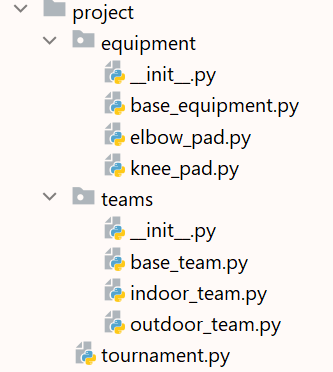 project
equipment
__init__.py
base_equipment.py
elbow_pad.py
knee_pad.py
teams
__init__.py
base_team.py
indoor_team.py
outdoor_team.py
tournament.py